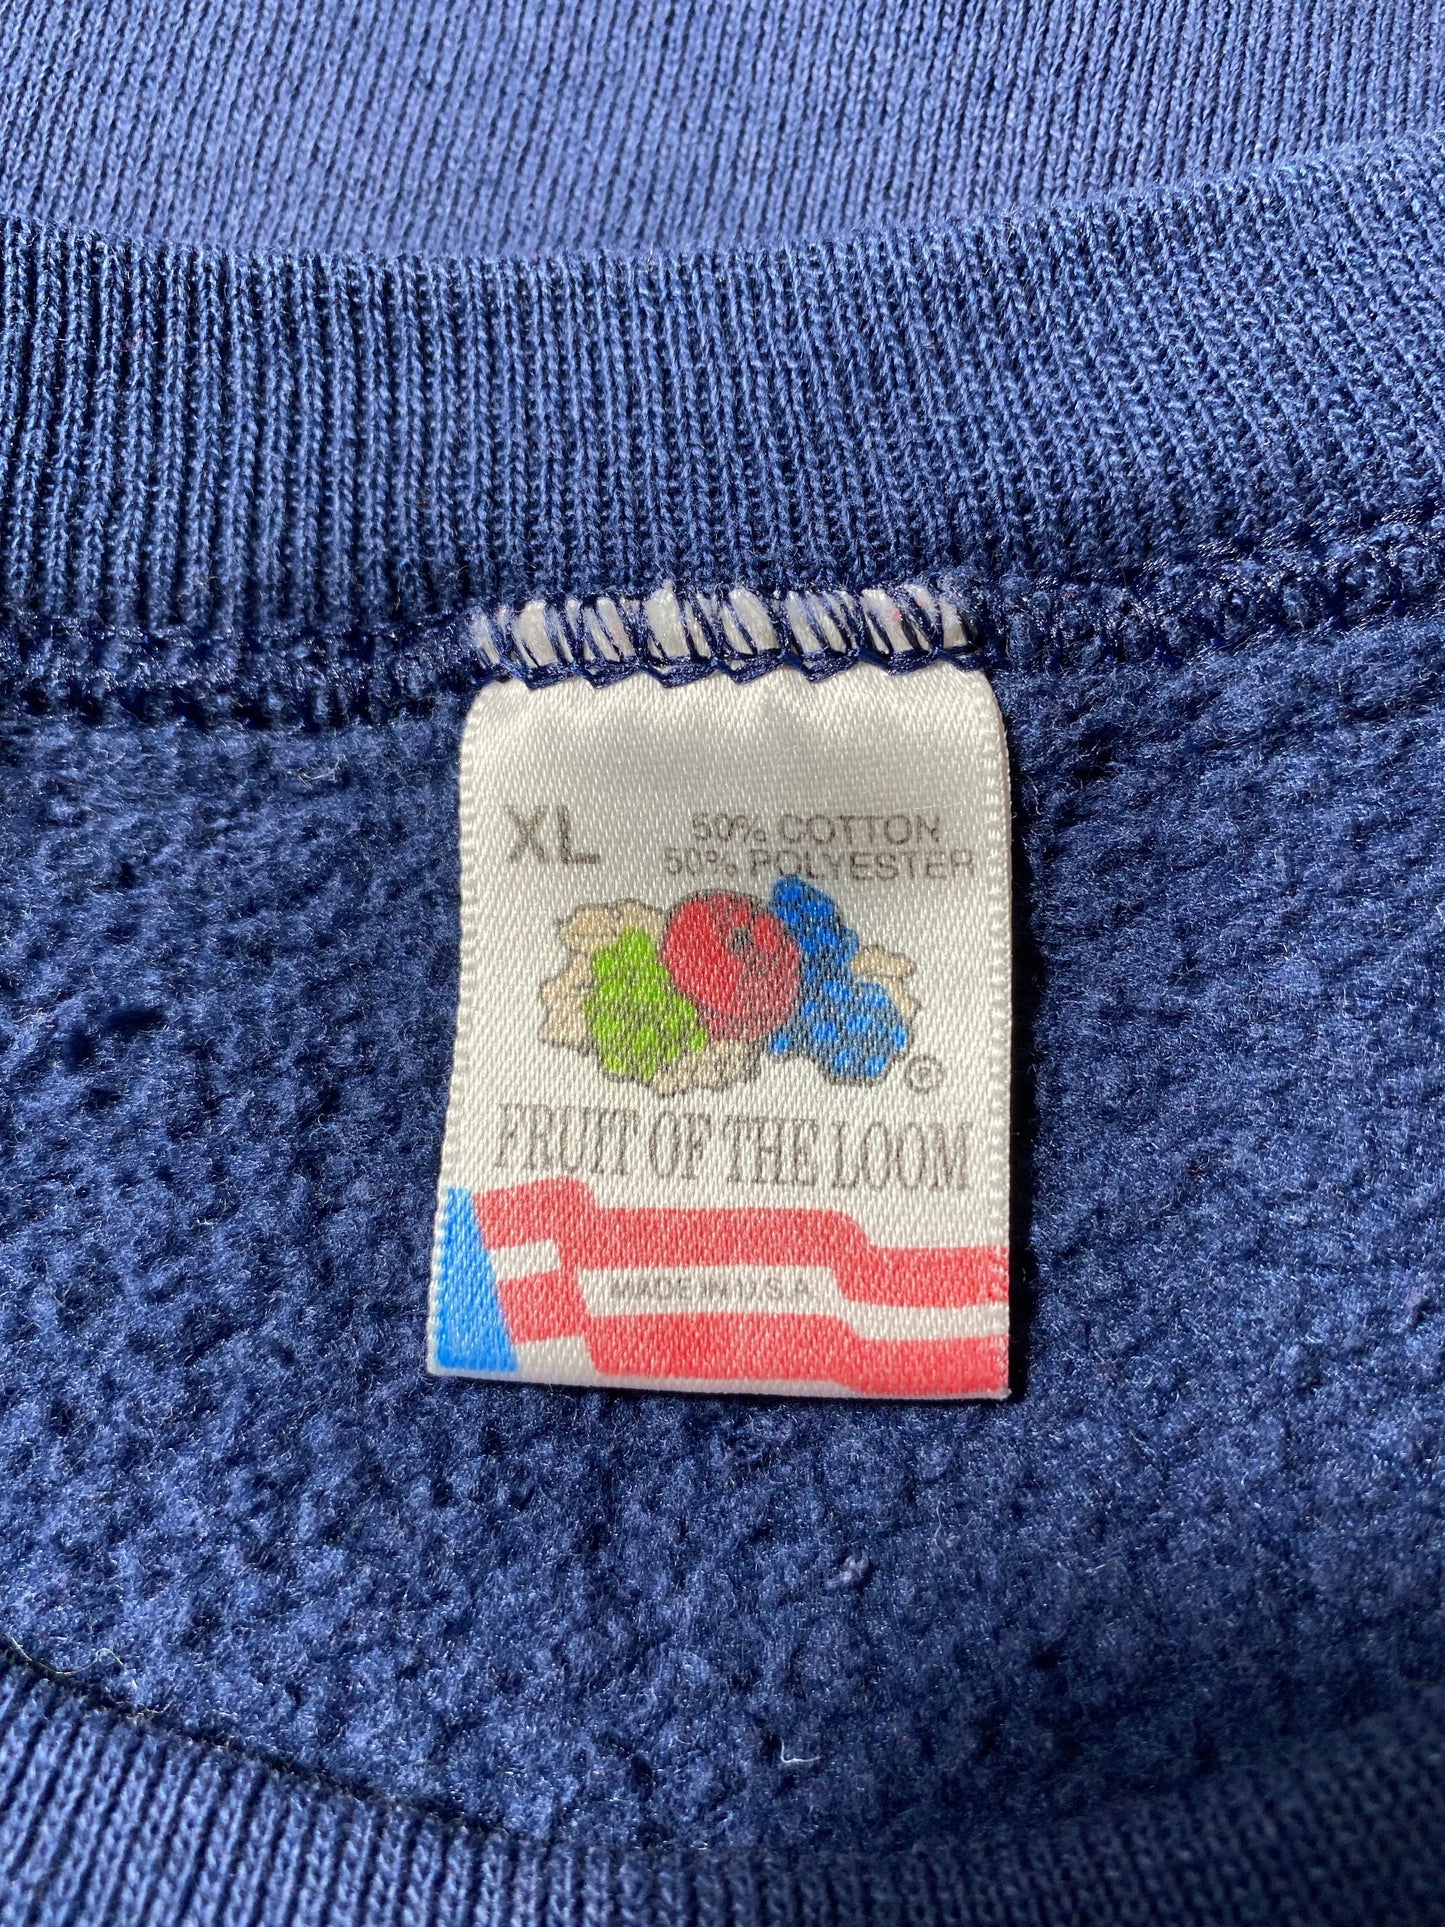 XL
50% COTTON
50% POLYESTER
®
FRUIT OF THE LOOM
MADE IN U.S.A.